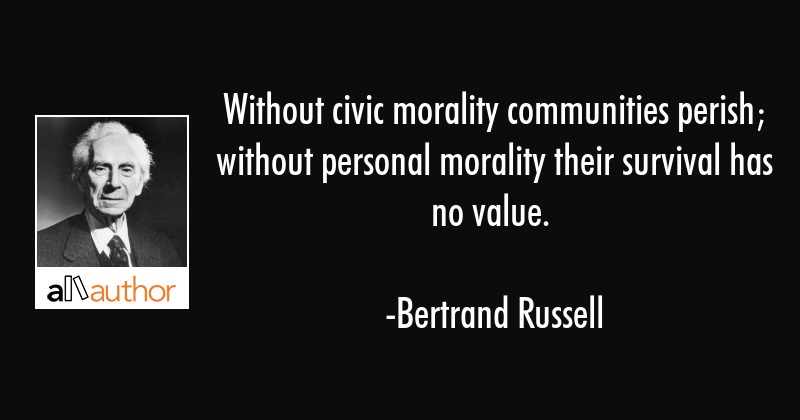 Without civic morality communities perish;
without personal morality their survival has
no value.
-Bertrand Russell
allauthor